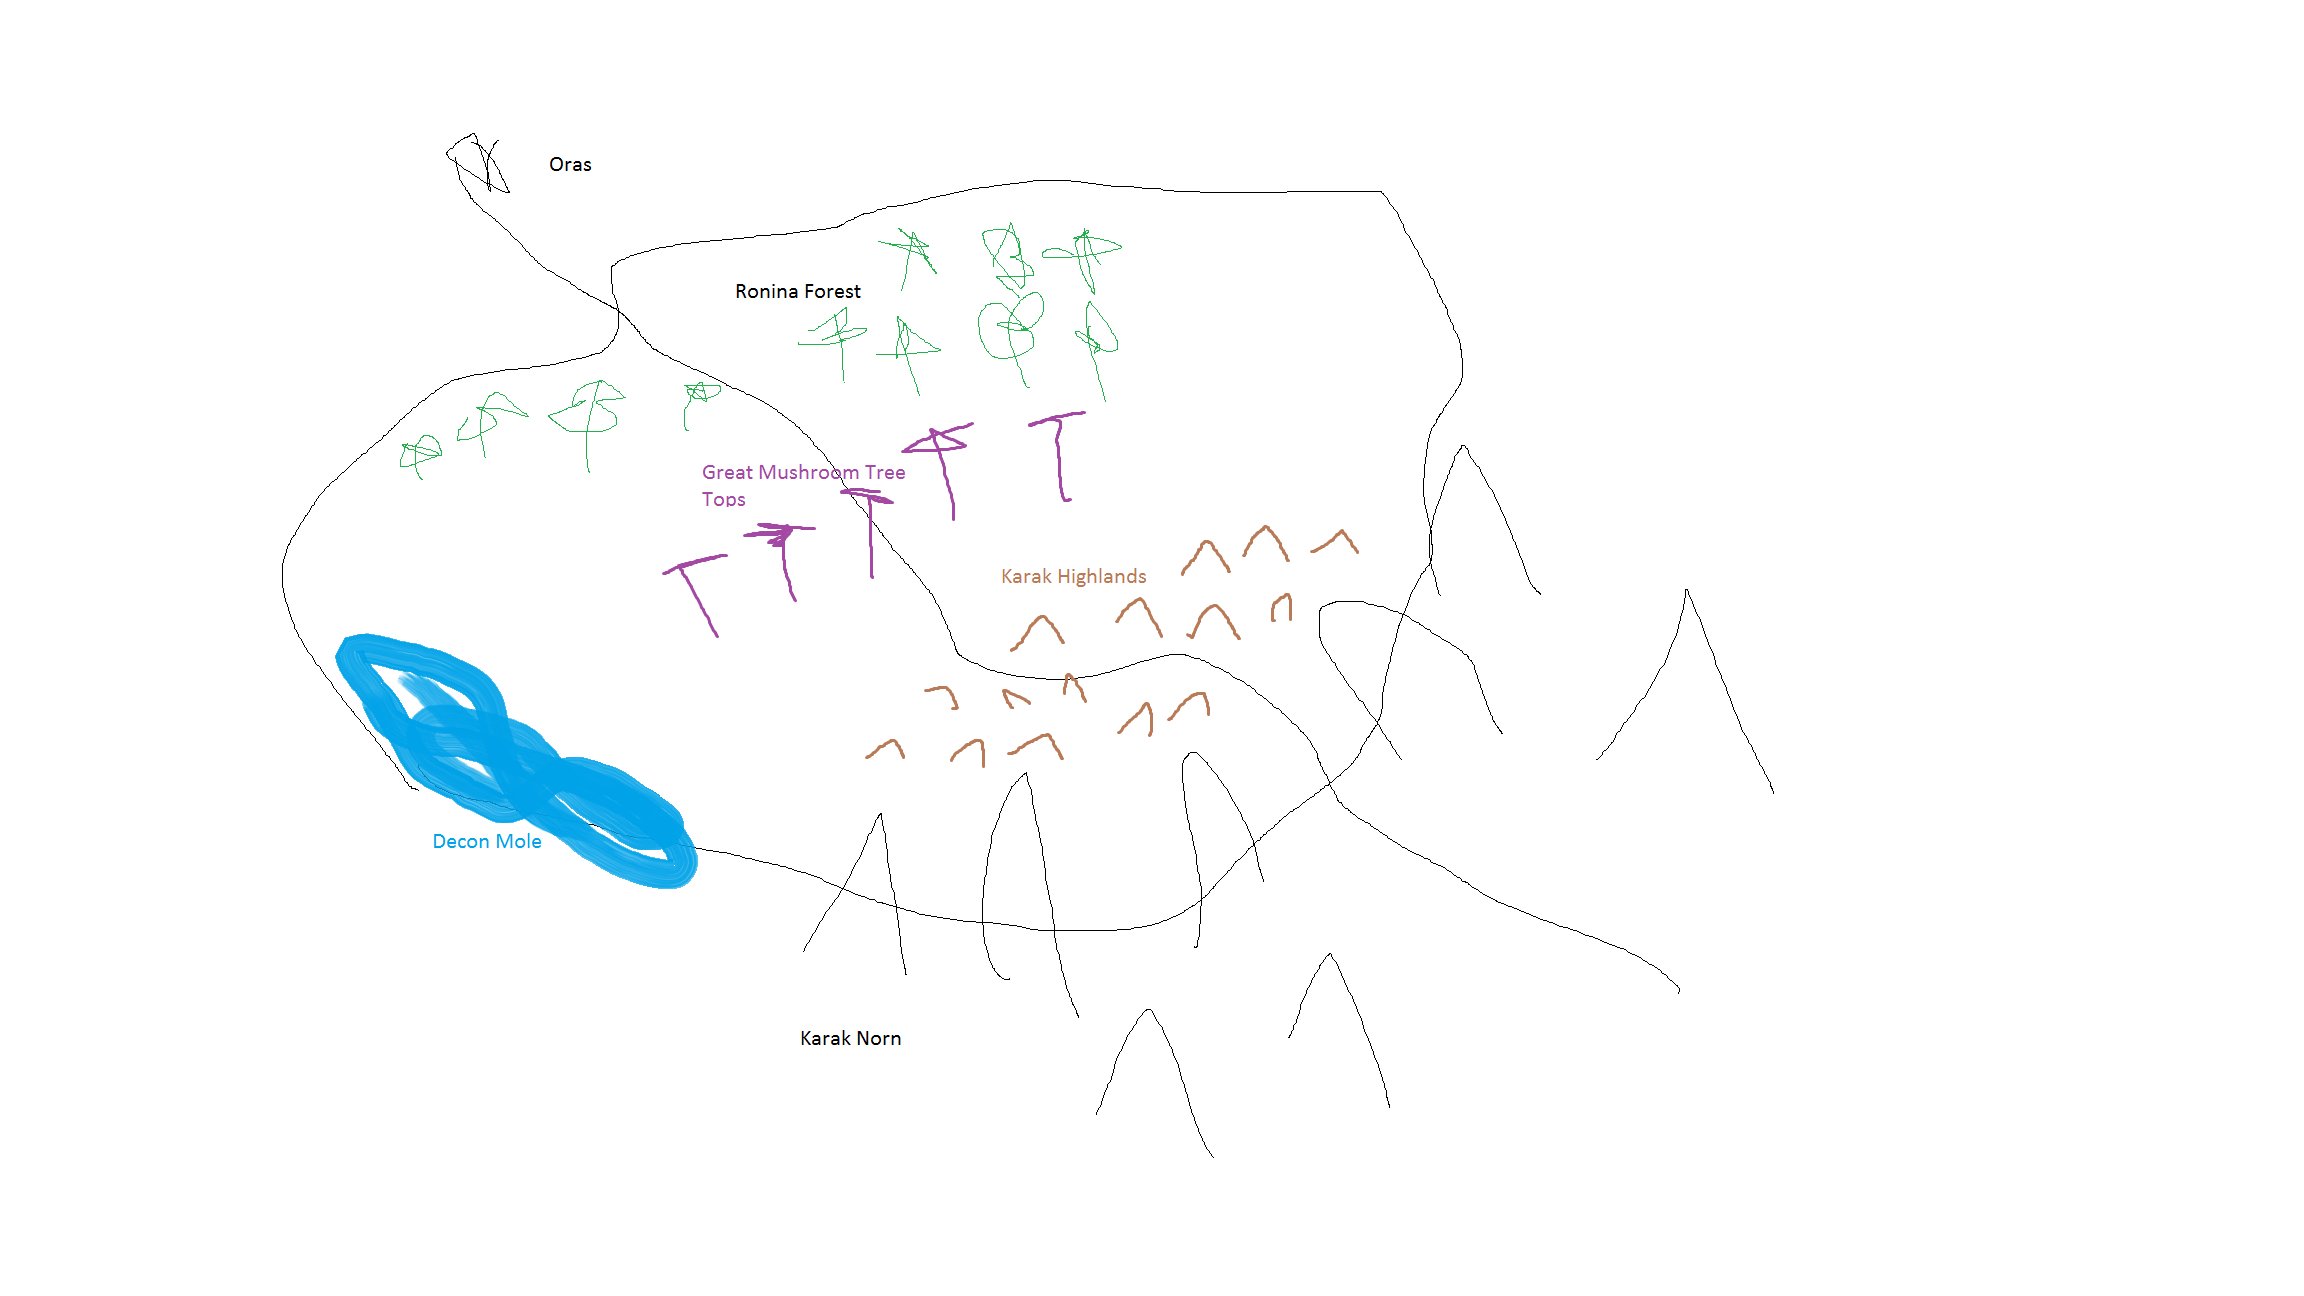 Oras
Ronina Forest
Great Mushroom Tree
Tops
Karak Highlands
Decon Mole
Karak Norn